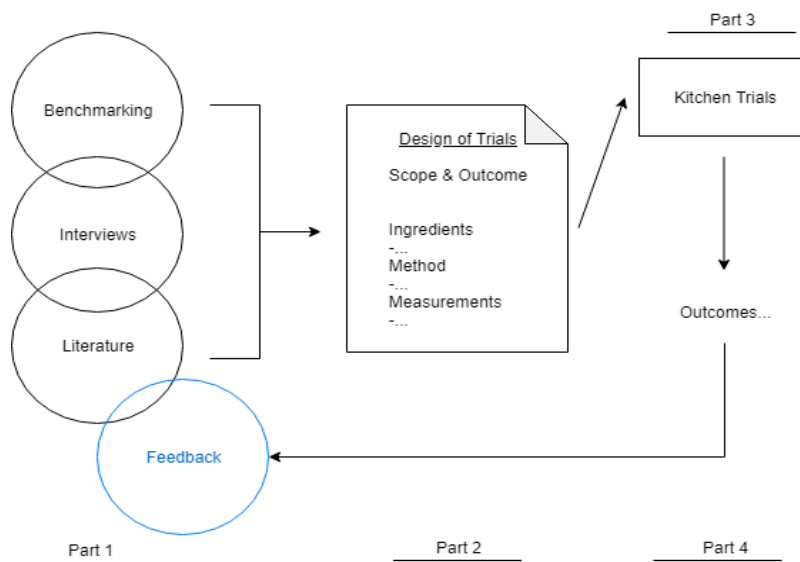 Part 3
Benchmarking
Kitchen Trials
Design of Trials
Scope & Outcome
Interviews
Ingredients
-...
Method
-...
Measurements
-...
Outcomes...
Literature
Feedback
Part 1
Part 2
Part 4